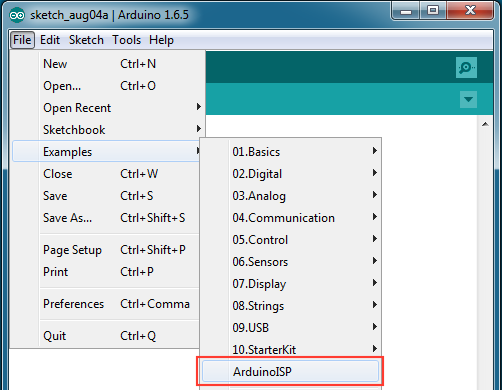 sketch_aug04a | Arduino 1.6.5
File Edit Sketch Tools Help
New Ctrl+N
Open... Ctrl+O
Open Recent
Sketchbook
Examples
Close Ctrl+W
Save Ctrl+S
Save As... Ctrl+Shift+S
Page Setup Ctrl+Shift+P
Print Ctrl+P
Preferences Ctrl+Comma
Quit Ctrl+Q
01.Basics
02.Digital
03.Analog
04.Communication
05.Control
06.Sensors
07.Display
08.Strings
09.USB
10.StarterKit
ArduinoISP